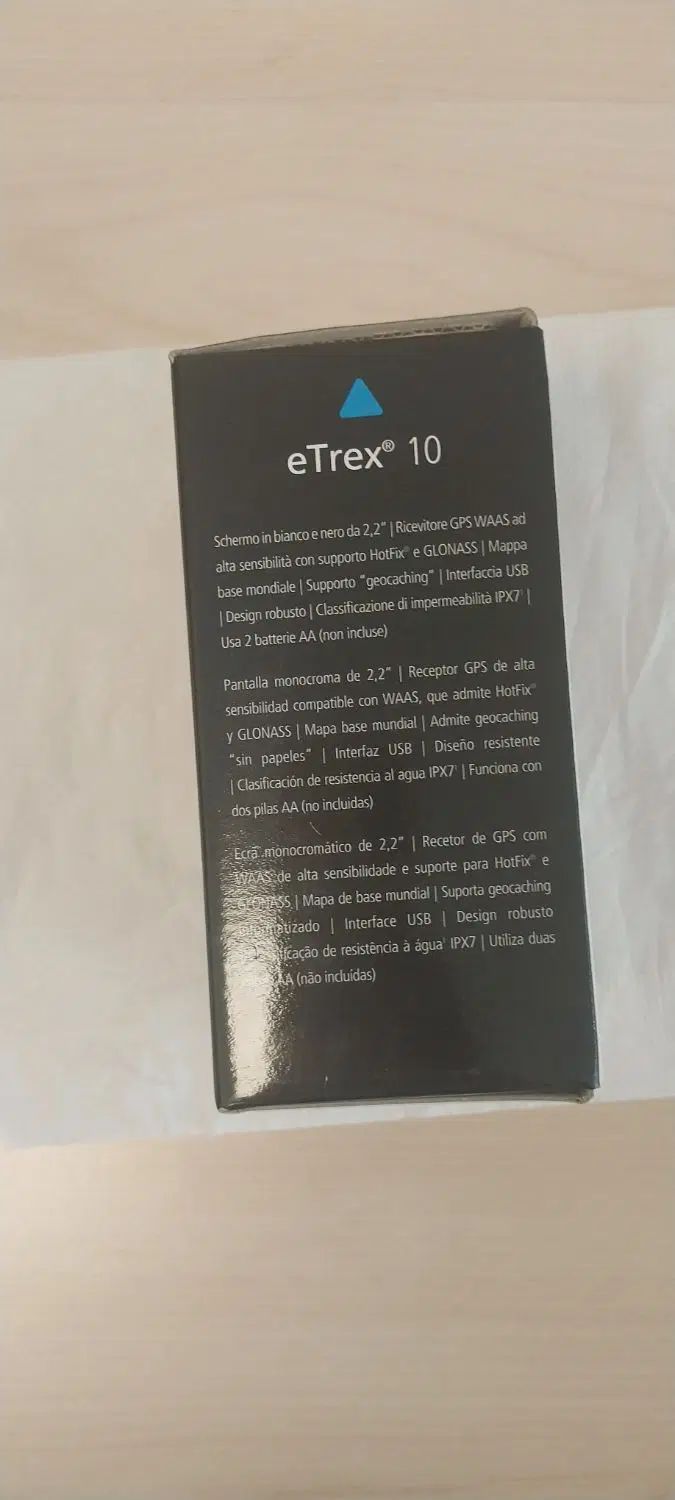 eTrex® 10
Schermo in bianco e nero da 2,2" | Ricevitore GPS WAAS ad
alta sensibilità con supporto HotFix® e GLONASS | Mappa
base mondiale | Supporto "geocaching" | Interfaccia USB
| Design robusto | Classificazione di impermeabilità IPX7¹ |
Usa 2 batterie AA (non incluse)
Pantalla monocroma de 2,2" | Receptor GPS de alta
sensibilidad compatible con WAAS, que admite HotFix®
y GLONASS | Mapa base mundial | Admite geocaching
"sin papeles" | Interfaz USB | Diseño resistente
| Clasificación de resistencia al agua IPX7¹ | Funciona con
dos pilas AA (no incluidas)
Ecrã monocromático de 2,2" | Recetor de GPS com
WAAS de alta sensibilidade e suporte para HotFix® e
GLONASS | Mapa de base mundial | Suporta geocaching
| Interface USB | Design robusto
de resistência à água¹ IPX7 | Utiliza duas
AA (não incluídas)